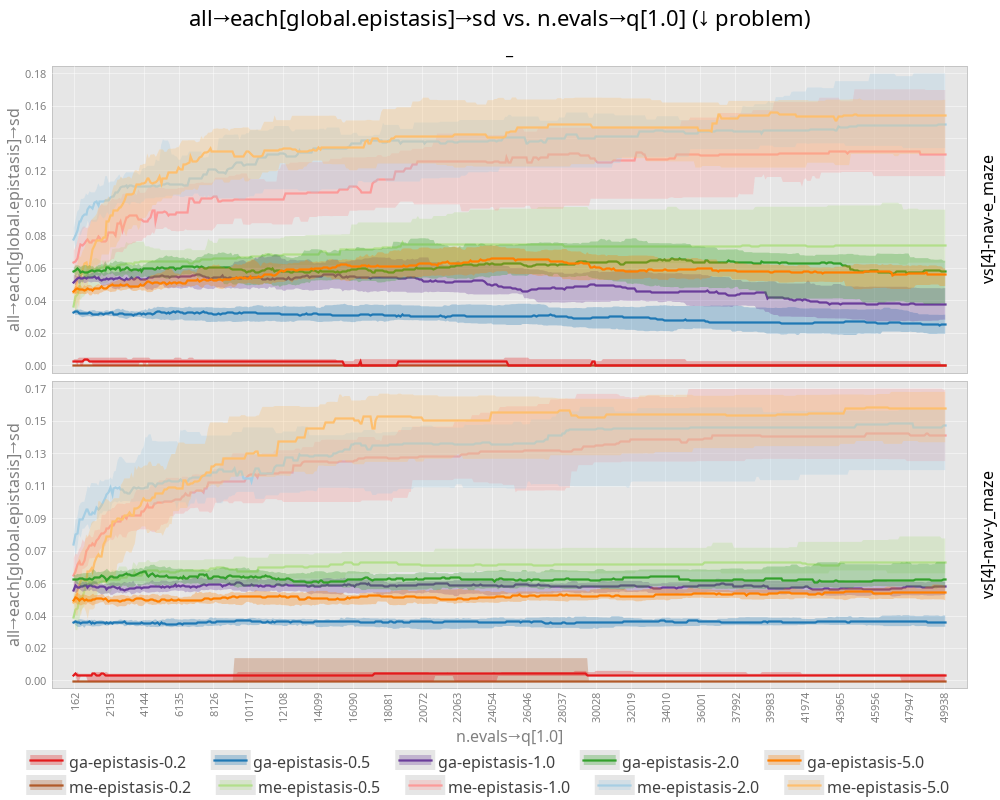 all→each[global.epistasis]→sd vs. n.evals→q[1.0] (↓ problem)
–
all→each[global.epistasis]→sd
0.18
0.16
0.14
0.12
0.10
0.08
0.06
0.04
0.02
0.00
vs[4]-nav-e_maze
all→each[global.epistasis]→sd
0.17
0.15
0.13
0.11
0.09
0.07
0.06
0.04
0.02
0.00
vs[4]-nav-y_maze
162 2153 4144 6135 8126 10117 12108 14099 16090 18081 20072 22063 24054 26046 28037 30028 32019 34010 36001 37992 39983 41974 43965 45956 47947 49938
n.evals→q[1.0]
ga-epistasis-0.2 ga-epistasis-0.5 ga-epistasis-1.0 ga-epistasis-2.0 ga-epistasis-5.0
me-epistasis-0.2 me-epistasis-0.5 me-epistasis-1.0 me-epistasis-2.0 me-epistasis-5.0